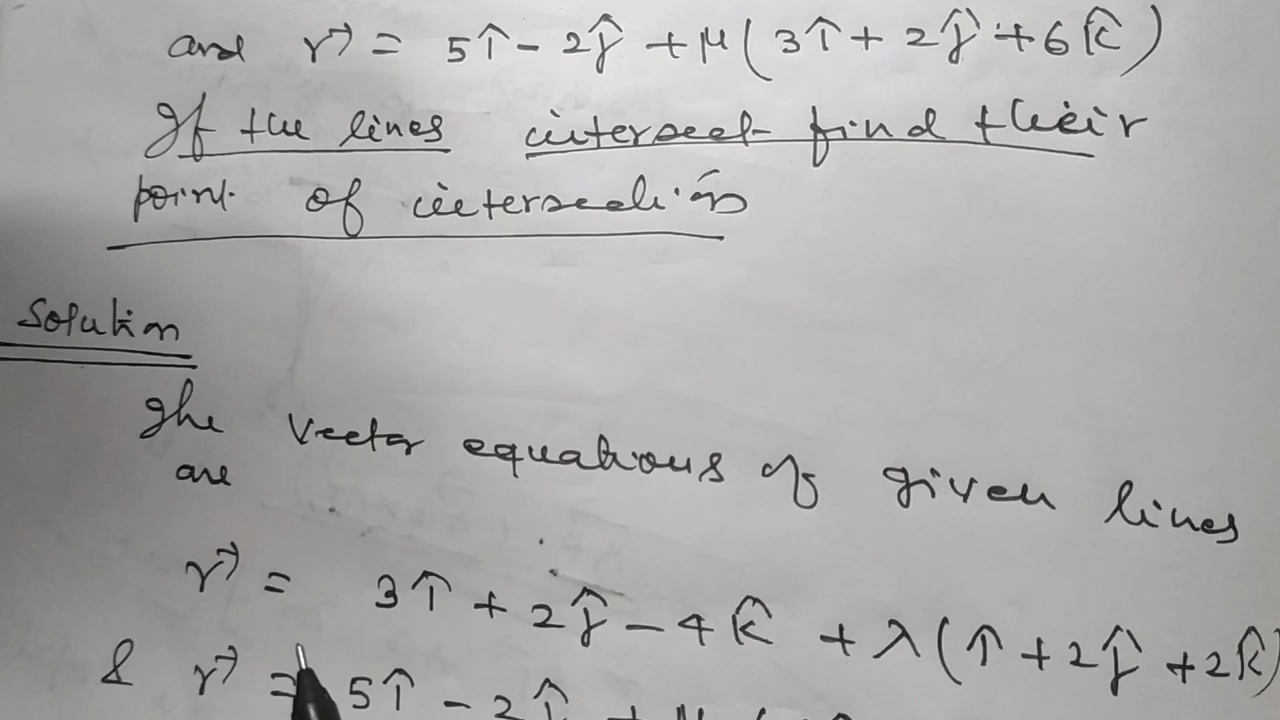 and r⃗ = 5î - 2ĵ + μ(3î + 2ĵ + 6k̂)
If the lines intersect find their
point of intersection
Solution
The vector equations of given lines
are
r⃗ = 3î + 2ĵ - 4k̂ + λ(î + 2ĵ + 2k̂)
& r⃗ = 5î - 2ĵ + μ(